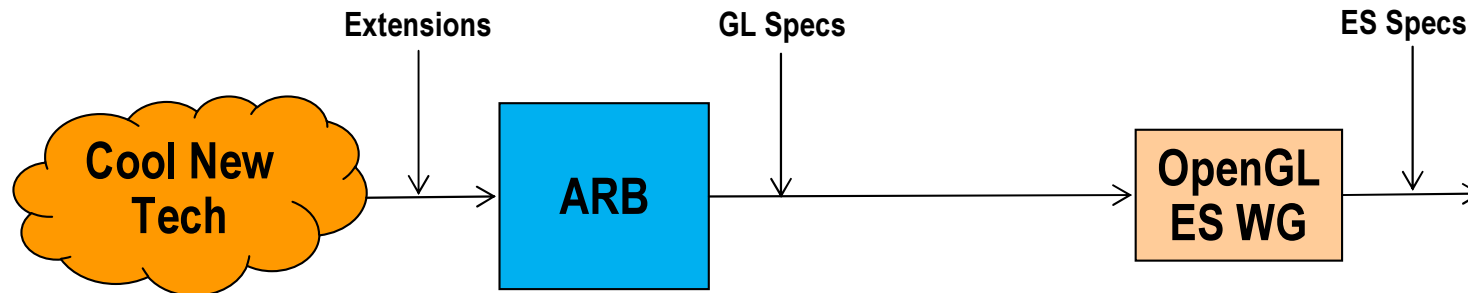 Extensions
GL Specs
ES Specs
Cool New
Tech
ARB
OpenGL
ES WG